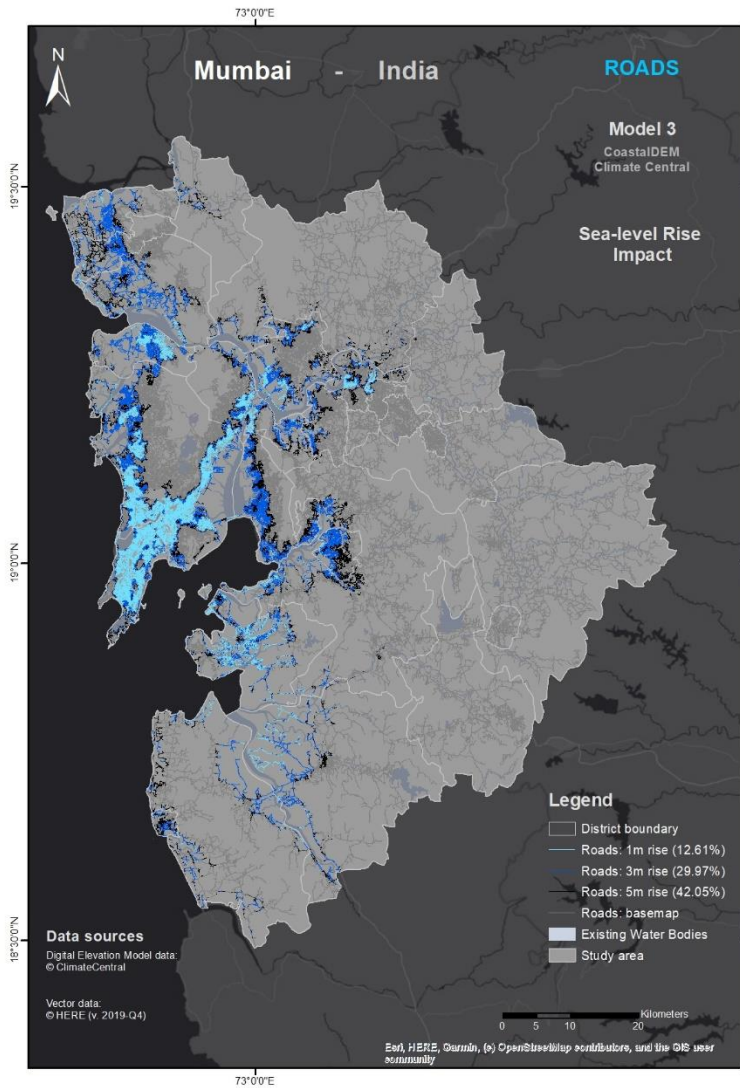 73°0'0"E
N
Mumbai - India
ROADS
Model 3
CoastalDEM
Climate Central
Sea-level Rise
Impact
19°30'0"N
19°0'0"N
18°30'0"N
Legend
District boundary
Roads: 1m rise (12.61%)
Roads: 3m rise (29.97%)
Roads: 5m rise (42.05%)
Roads: basemap
Existing Water Bodies
Study area
Data sources
Digital Elevation Model data:
© ClimateCentral
Vector data:
© HERE (v. 2019-Q4)
Kilometers
0 5 10 20
Esri, HERE, Garmin, (c) OpenStreetMap contributors, and the GIS user
community
73°0'0"E